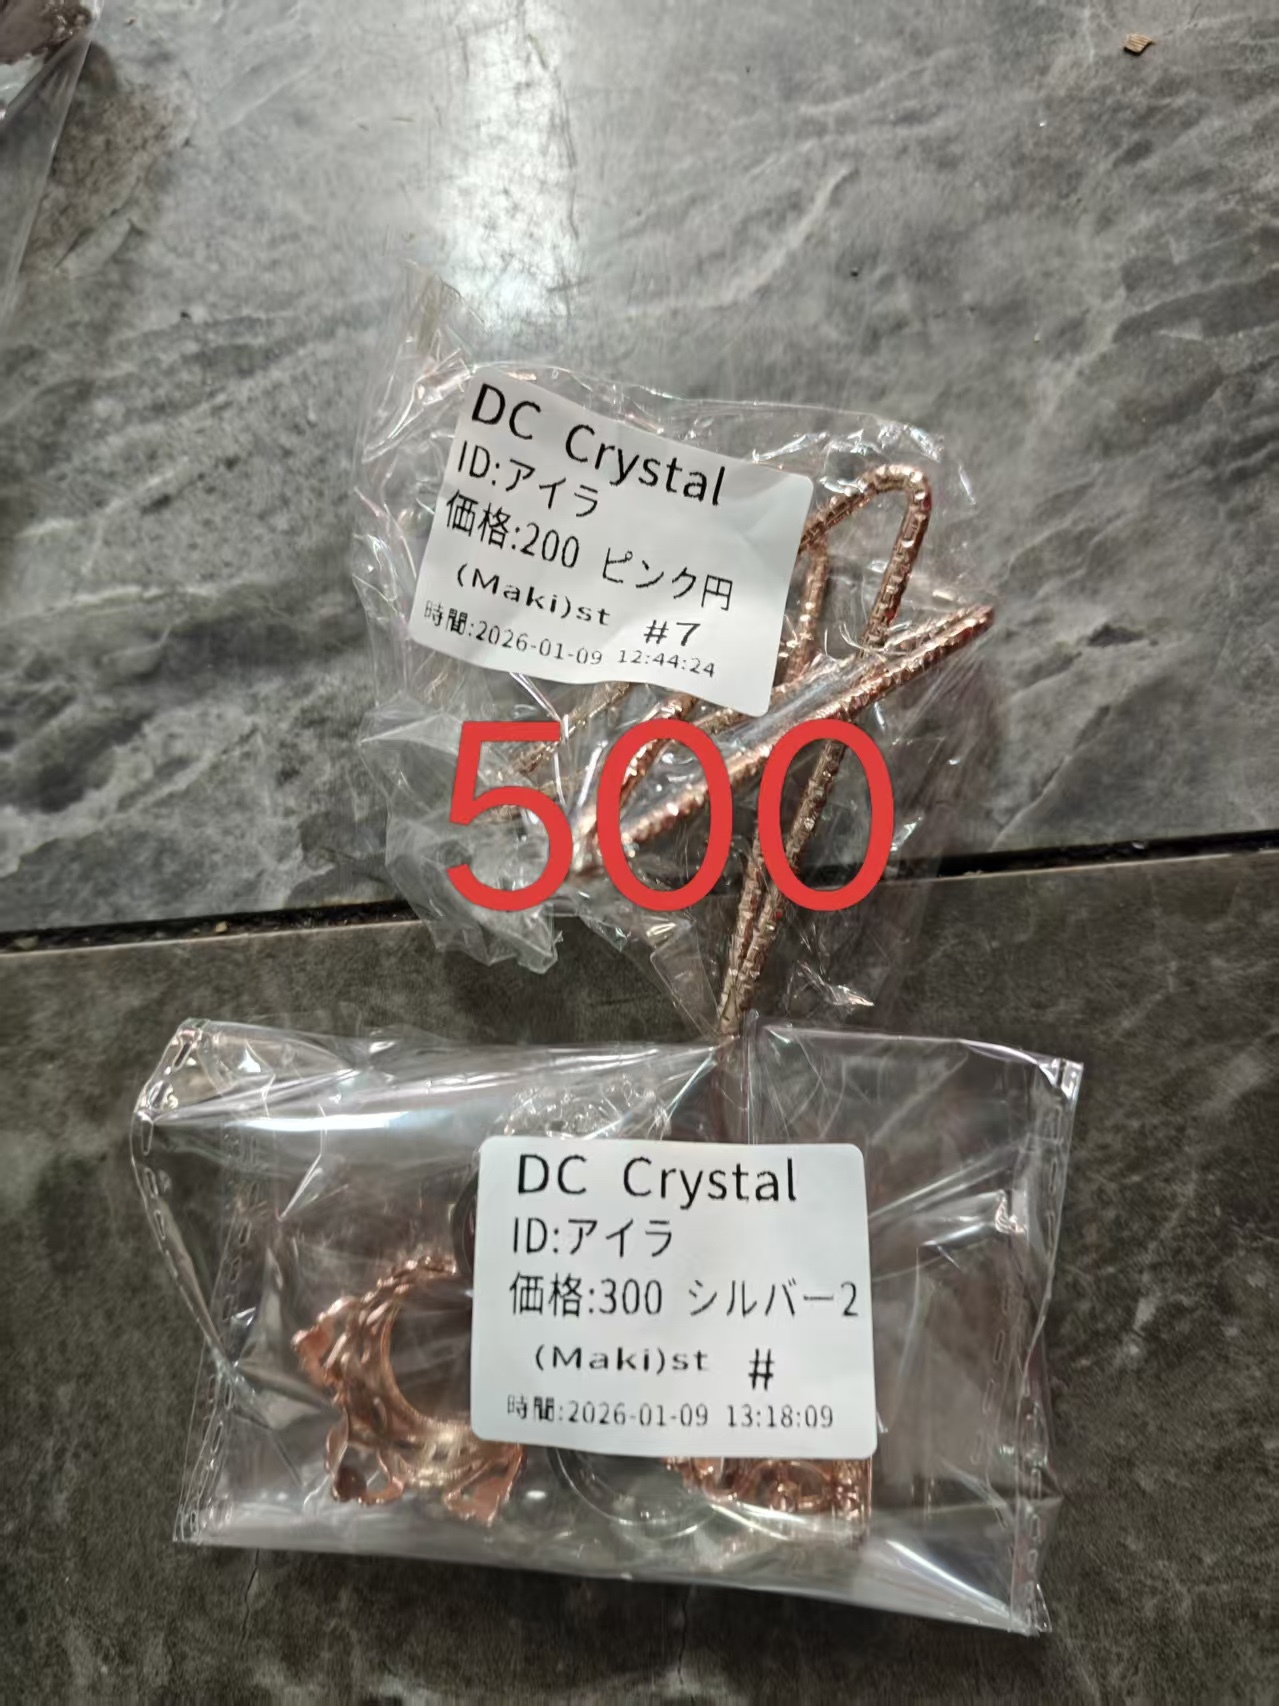 DC Crystal
ID:アイラ
価格:200 ピンク円
(Maki)st #7
時間:2026-01-09 12:44:24
500
DC Crystal
ID:アイラ
価格:300 シルバー2
(Maki)st #
時間:2026-01-09 13:18:09